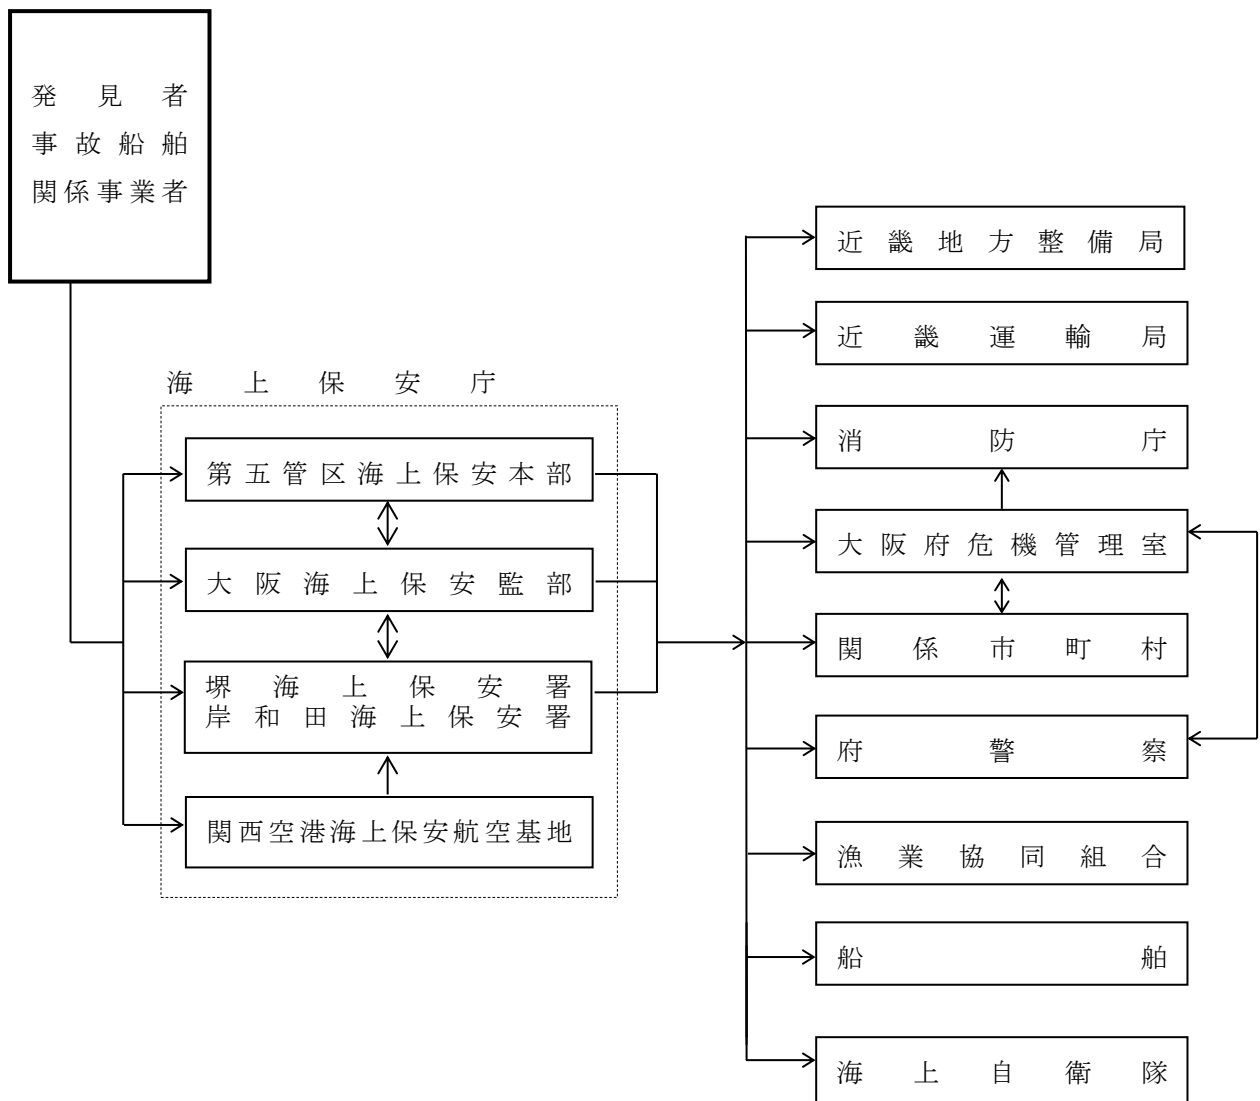 発見者
事故船舶
関係事業者
海上保安庁
第五管区海上保安本部
大阪海上保安監部
堺海上保安署
岸和田海上保安署
関西空港海上保安航空基地
近畿地方整備局
近畿運輸局
消防庁
大阪府危機管理室
関係市町村
府警察
漁業協同組合
船舶
海上自衛隊